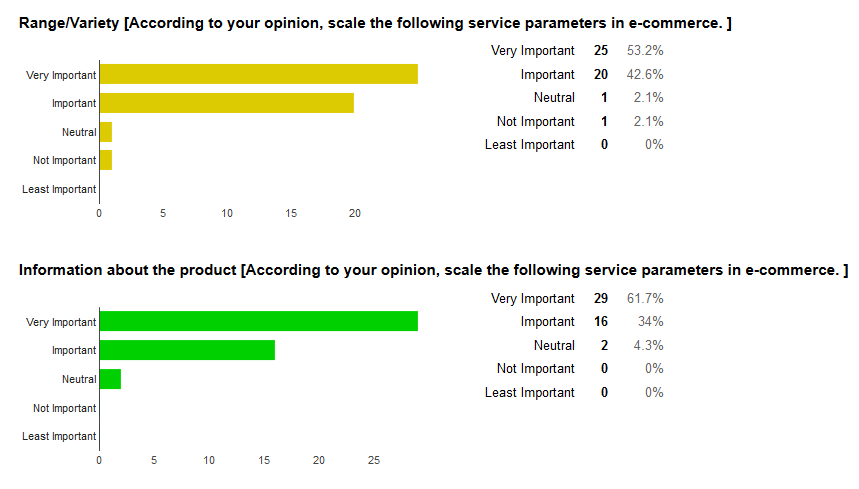 Range/Variety [According to your opinion, scale the following service parameters in e-commerce. ]
Very Important 25 53.2%
Important 20 42.6%
Neutral 1 2.1%
Not Important 1 2.1%
Least Important 0 0%
Very Important
Important
Neutral
Not Important
Least Important
0 5 10 15 20
Information about the product [According to your opinion, scale the following service parameters in e-commerce. ]
Very Important 29 61.7%
Important 16 34%
Neutral 2 4.3%
Not Important 0 0%
Least Important 0 0%
Very Important
Important
Neutral
Not Important
Least Important
0 5 10 15 20 25